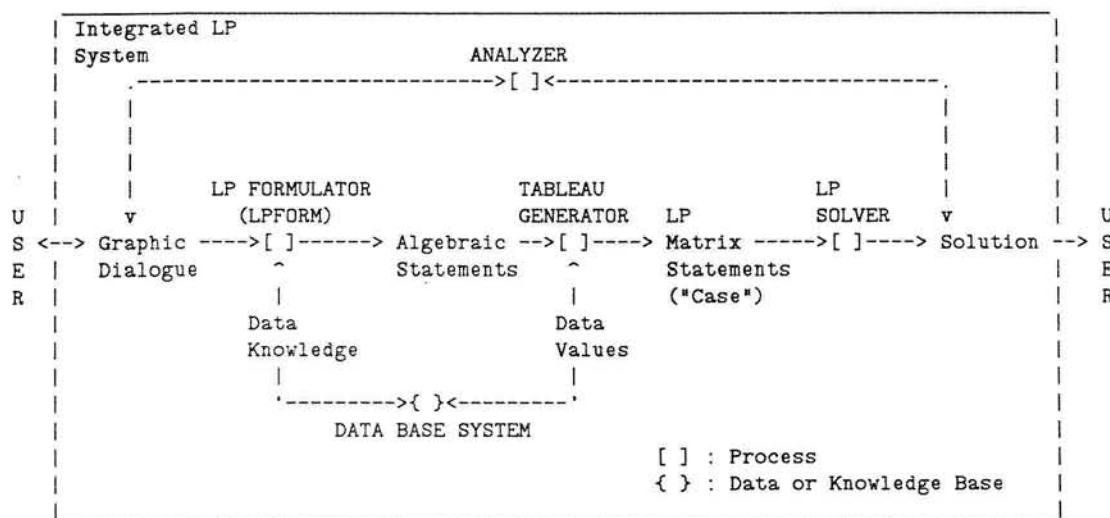 Integrated LP
System ANALYZER
.---------------------------->[ ]<------------------------------.
LP FORMULATOR TABLEAU LP
U v (LPFORM) GENERATOR LP SOLVER v U
S <--> Graphic ---->[ ]------> Algebraic -->[ ]----> Matrix ----->[ ]----> Solution --> S
E Dialogue ^ Statements ^ Statements E
R | | ("Case") R
Data Data
Knowledge Values
'--------->{ }<---------'
DATA BASE SYSTEM
[ ] : Process
{ } : Data or Knowledge Base